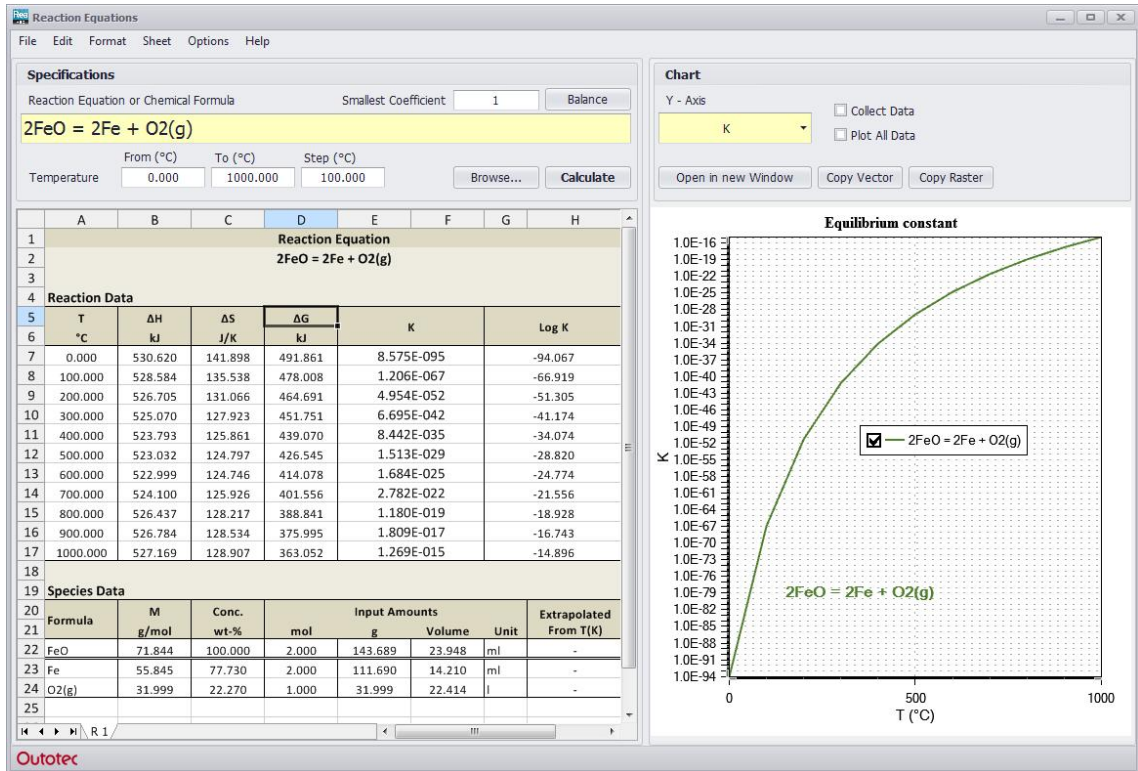 Reaction Equations
File Edit Format Sheet Options Help
Specifications
Reaction Equation or Chemical Formula Smallest Coefficient 1 Balance
2FeO = 2Fe + O2(g)
From (°C) To (°C) Step (°C)
Temperature 0.000 1000.000 100.000 Browse... Calculate
A B C D E F G H
1 Reaction Equation
2 2FeO = 2Fe + O2(g)
3
4 Reaction Data
5 T ΔH ΔS ΔG K Log K
6 °C kJ J/K kJ
7 0.000 530.620 141.898 491.861 8.575E-095 -94.067
8 100.000 528.584 135.538 478.008 1.206E-067 -66.919
9 200.000 526.705 131.066 464.691 4.954E-052 -51.305
10 300.000 525.070 127.923 451.751 6.695E-042 -41.174
11 400.000 523.793 125.861 439.070 8.442E-035 -34.074
12 500.000 523.032 124.797 426.545 1.513E-029 -28.820
13 600.000 522.999 124.746 414.078 1.684E-025 -24.774
14 700.000 524.100 125.926 401.556 2.782E-022 -21.556
15 800.000 526.437 128.217 388.841 1.180E-019 -18.928
16 900.000 526.784 128.534 375.995 1.809E-017 -16.743
17 1000.000 527.169 128.907 363.052 1.269E-015 -14.896
18
19 Species Data
20 Formula M Conc. Input Amounts Extrapolated
21 g/mol wt-% mol g Volume Unit From T(K)
22 FeO 71.844 100.000 2.000 143.689 23.948 ml -
23 Fe 55.845 77.730 2.000 111.690 14.210 ml -
24 O2(g) 31.999 22.270 1.000 31.999 22.414 l -
25
R 1
Chart
Y - Axis
K
Collect Data
Plot All Data
Open in new Window Copy Vector Copy Raster
Equilibrium constant
1.0E-16
1.0E-19
1.0E-22
1.0E-25
1.0E-28
1.0E-31
1.0E-34
1.0E-37
1.0E-40
1.0E-43
1.0E-46
1.0E-49
1.0E-52
1.0E-55
1.0E-58
1.0E-61
1.0E-64
1.0E-67
1.0E-70
1.0E-73
1.0E-76
1.0E-79
1.0E-82
1.0E-85
1.0E-88
1.0E-91
1.0E-94
K
2FeO = 2Fe + O2(g)
2FeO = 2Fe + O2(g)
0 500 1000
T (°C)
Outotec